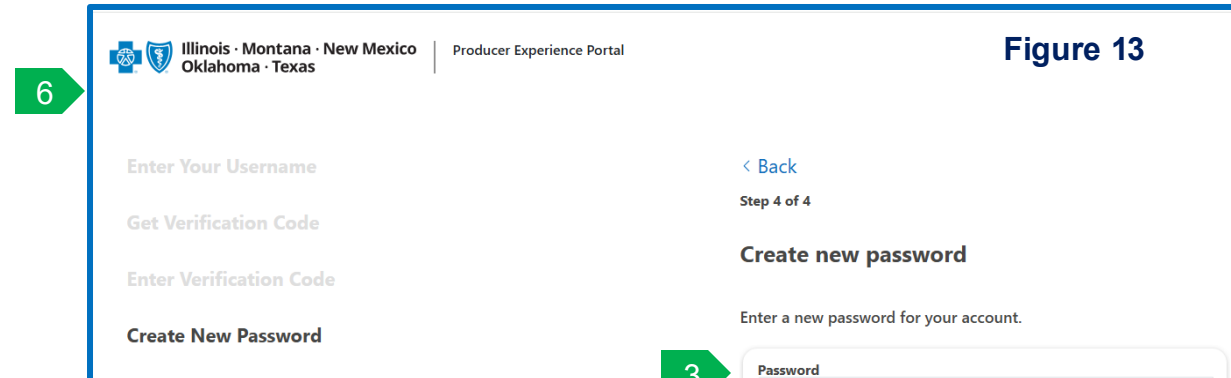 Illinois · Montana · New Mexico
Oklahoma · Texas
Producer Experience Portal
Figure 13
6
Enter Your Username
Get Verification Code
Enter Verification Code
Create New Password
< Back
Step 4 of 4
Create new password
Enter a new password for your account.
3
Password